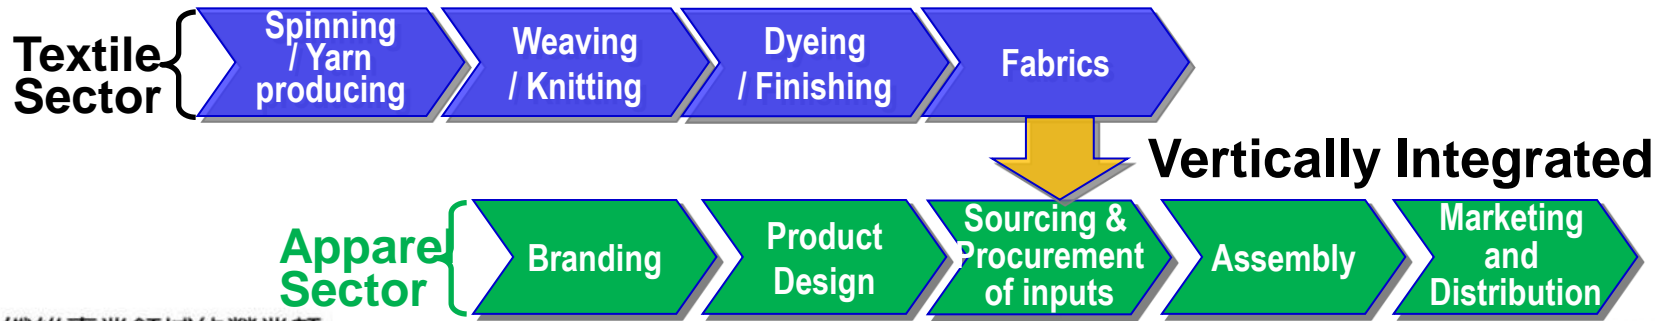 Textile
Sector
Spinning
/ Yarn
producing
Weaving
/ Knitting
Dyeing
/ Finishing
Fabrics
Vertically Integrated
Apparel
Sector
Branding
Product
Design
Sourcing &
Procurement
of inputs
Assembly
Marketing
and
Distribution